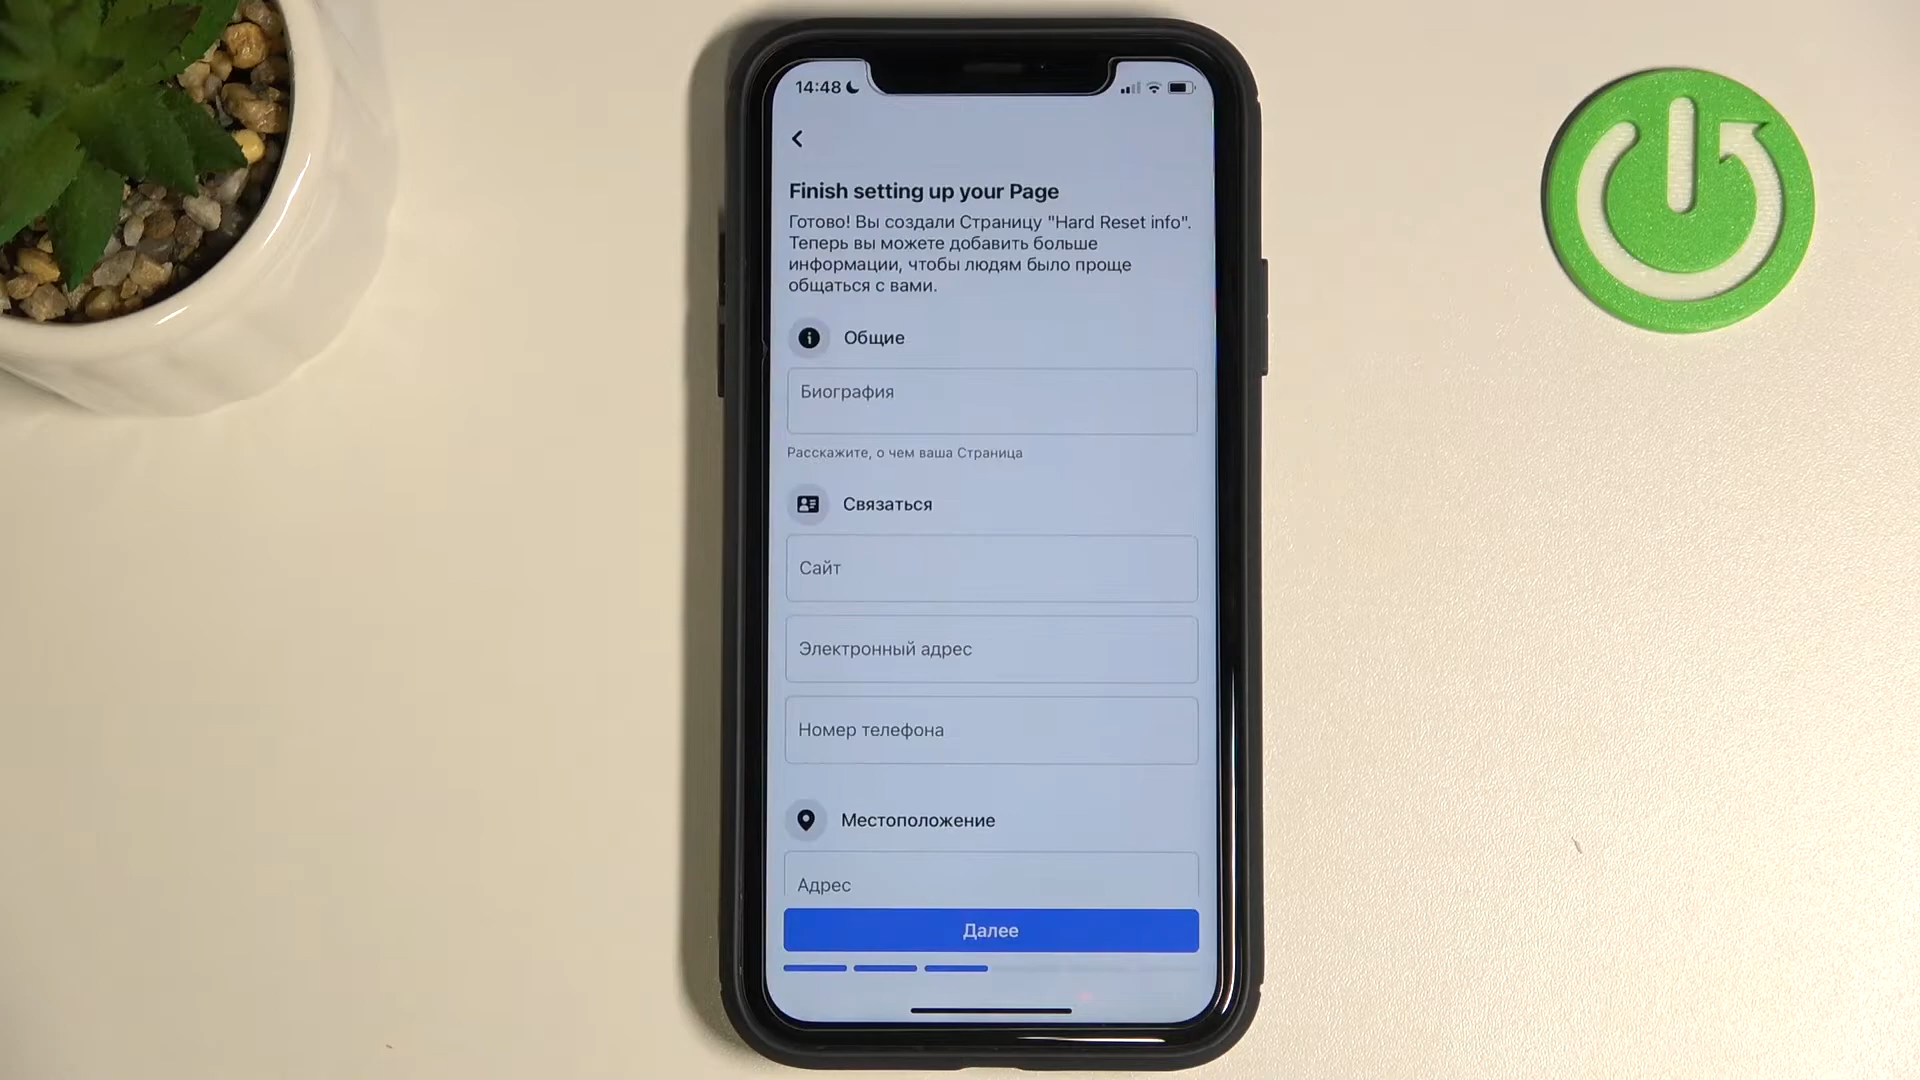 14:48
Finish setting up your Page
Готово! Вы создали Страницу "Hard Reset info".
Теперь вы можете добавить больше
информации, чтобы людям было проще
общаться с вами.
Общие
Биография
Расскажите, о чем ваша Страница
Связаться
Сайт
Электронный адрес
Номер телефона
Местоположение
Адрес
Далее